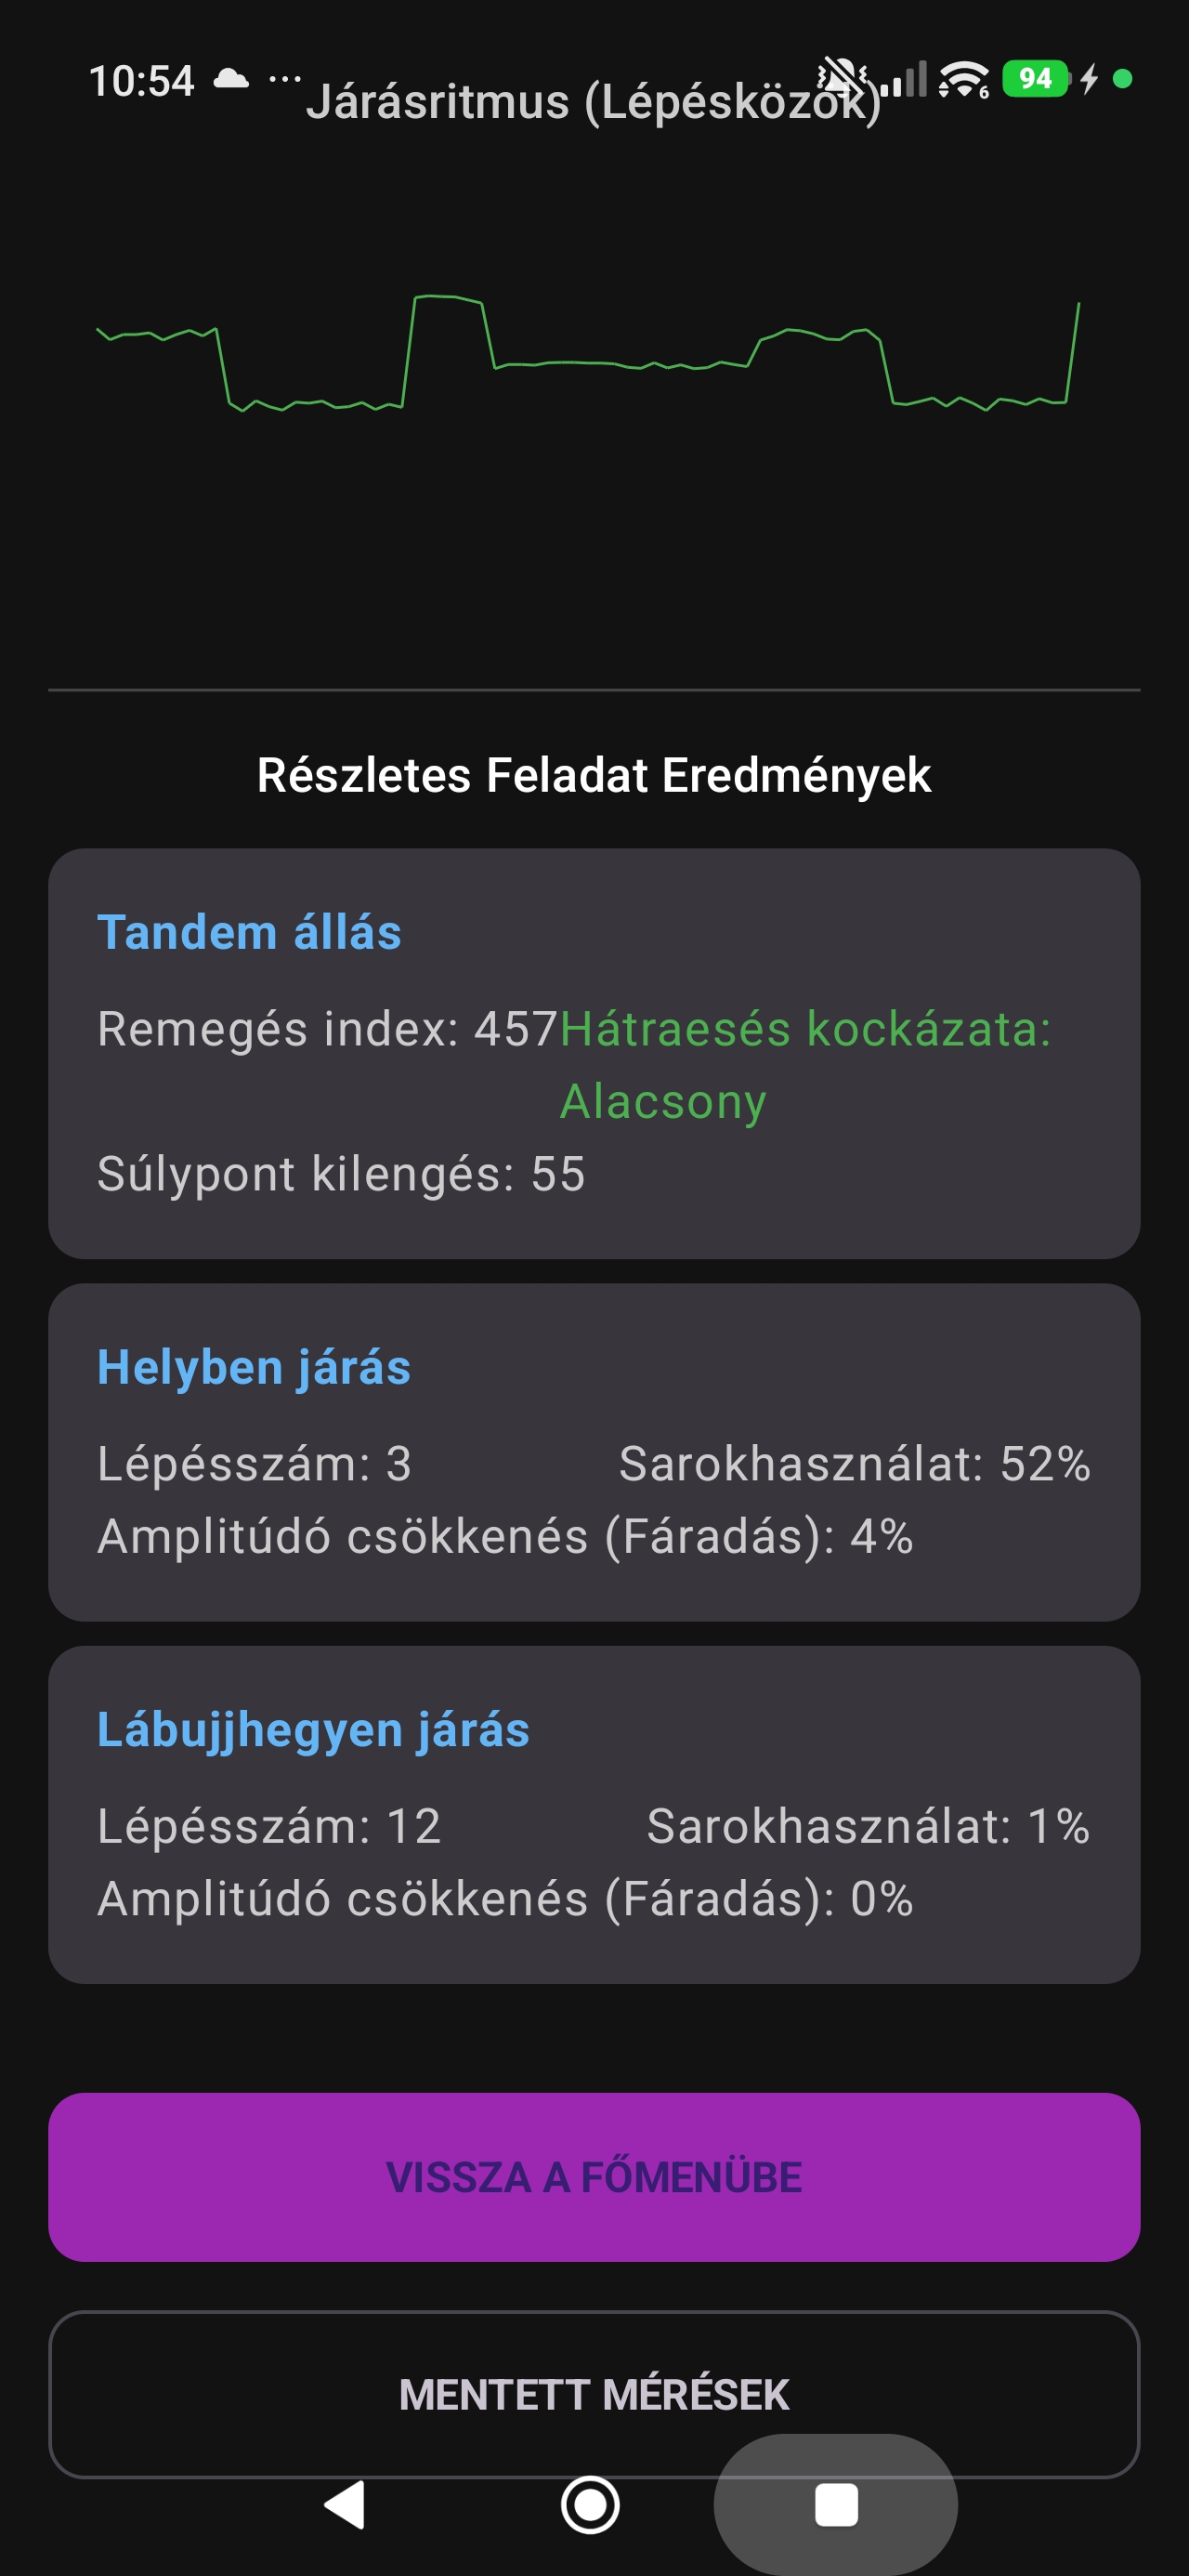 10:54
Járásritmus (Lépésközök)
6
94
Részletes Feladat Eredmények
Tandem állás
Remegés index: 457 Hátraesés kockázata:
Alacsony
Súlypont kilengés: 55
Helyben járás
Lépésszám: 3 Sarokhasználat: 52%
Amplitúdó csökkenés (Fáradás): 4%
Lábujjhegyen járás
Lépésszám: 12 Sarokhasználat: 1%
Amplitúdó csökkenés (Fáradás): 0%
VISSZA A FŐMENÜBE
MENTETT MÉRÉSEK